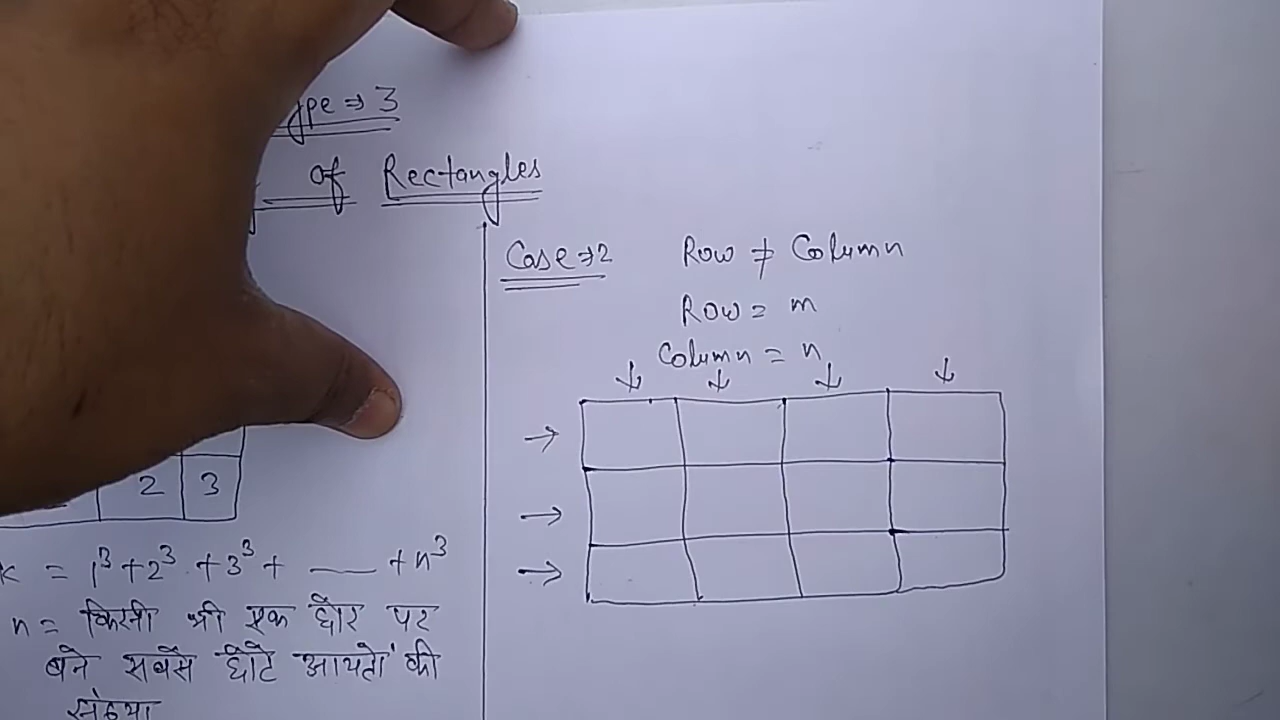 ype ⇒ 3
of Rectangles
Case ⇒ 2 Row ≠ Column
Row = m
Column = n
2 3
= 1³ + 2³ + 3³ + ___ + n³
n = किसी भी एक छोर पर
बने सबसे छोटे आयतों की
संख्या